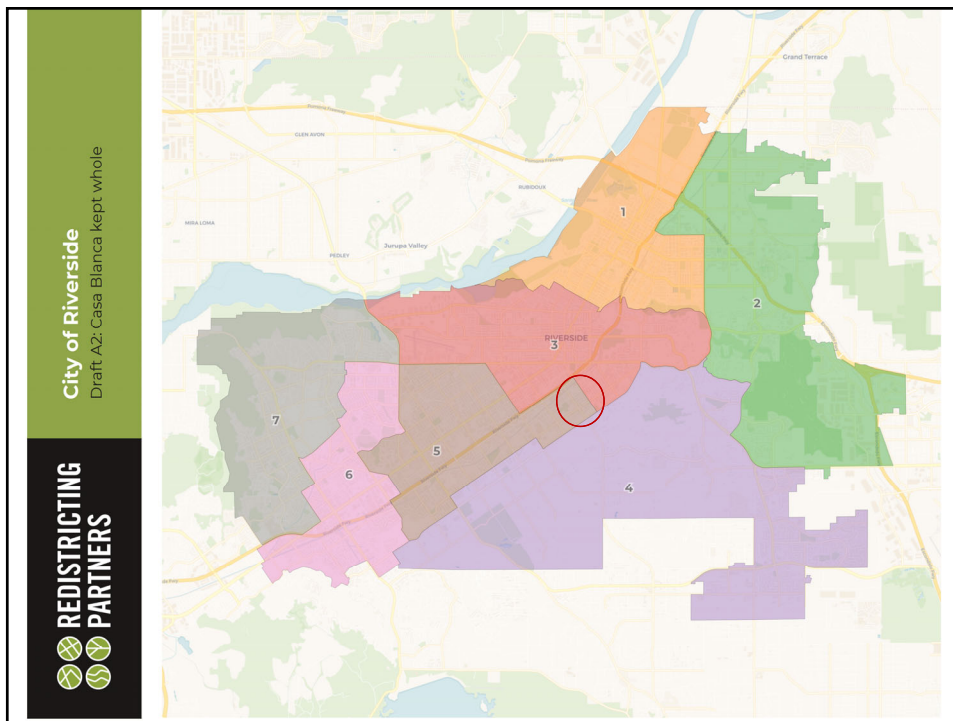 City of Riverside
Draft A2: Casa Blanca kept whole
REDISTRICTING
PARTNERS
Grand Terrace
GLEN AVON
RUBIDOUX
1
MIRA LOMA
Jurupa Valley
PEDLEY
2
RIVERSIDE
3
7
5
6
4